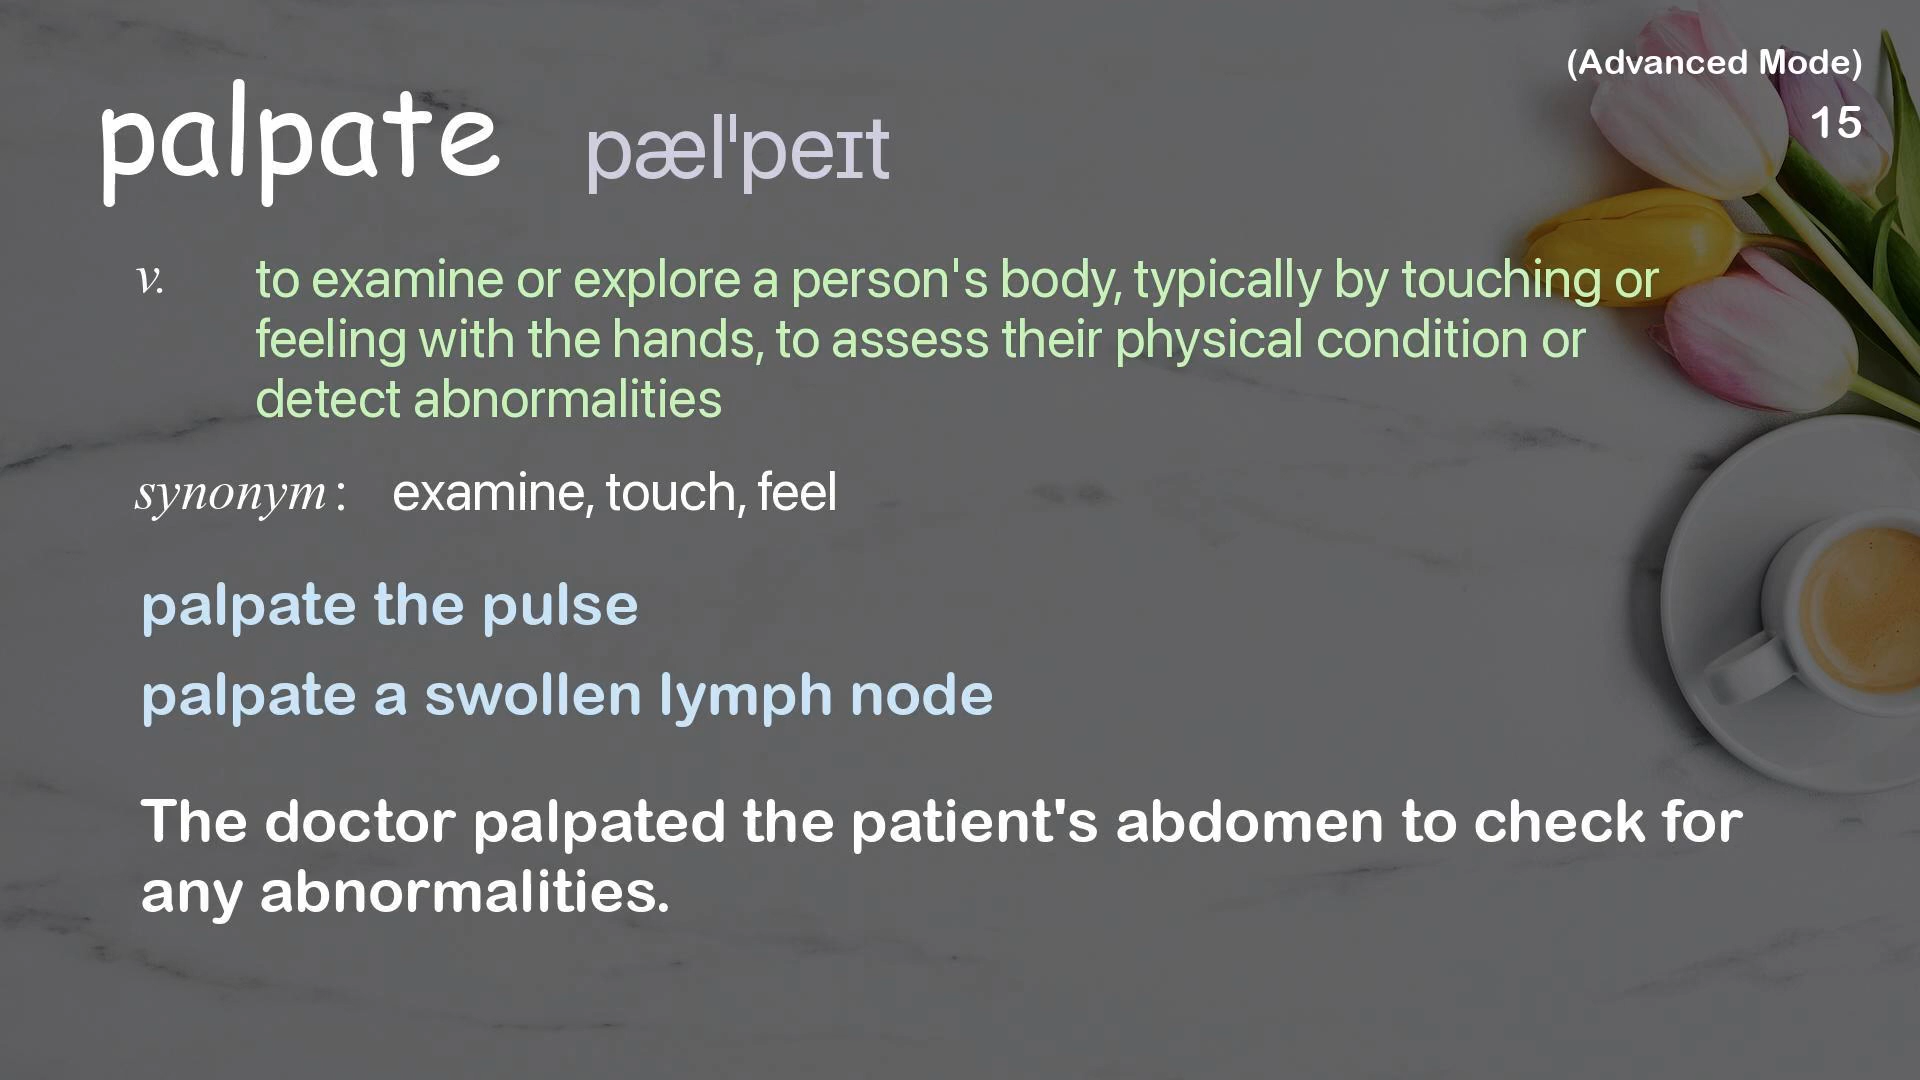 (Advanced Mode)
15
palpate pælˈpeɪt
v. to examine or explore a person's body, typically by touching or
feeling with the hands, to assess their physical condition or
detect abnormalities
synonym : examine, touch, feel
palpate the pulse
palpate a swollen lymph node
The doctor palpated the patient's abdomen to check for
any abnormalities.